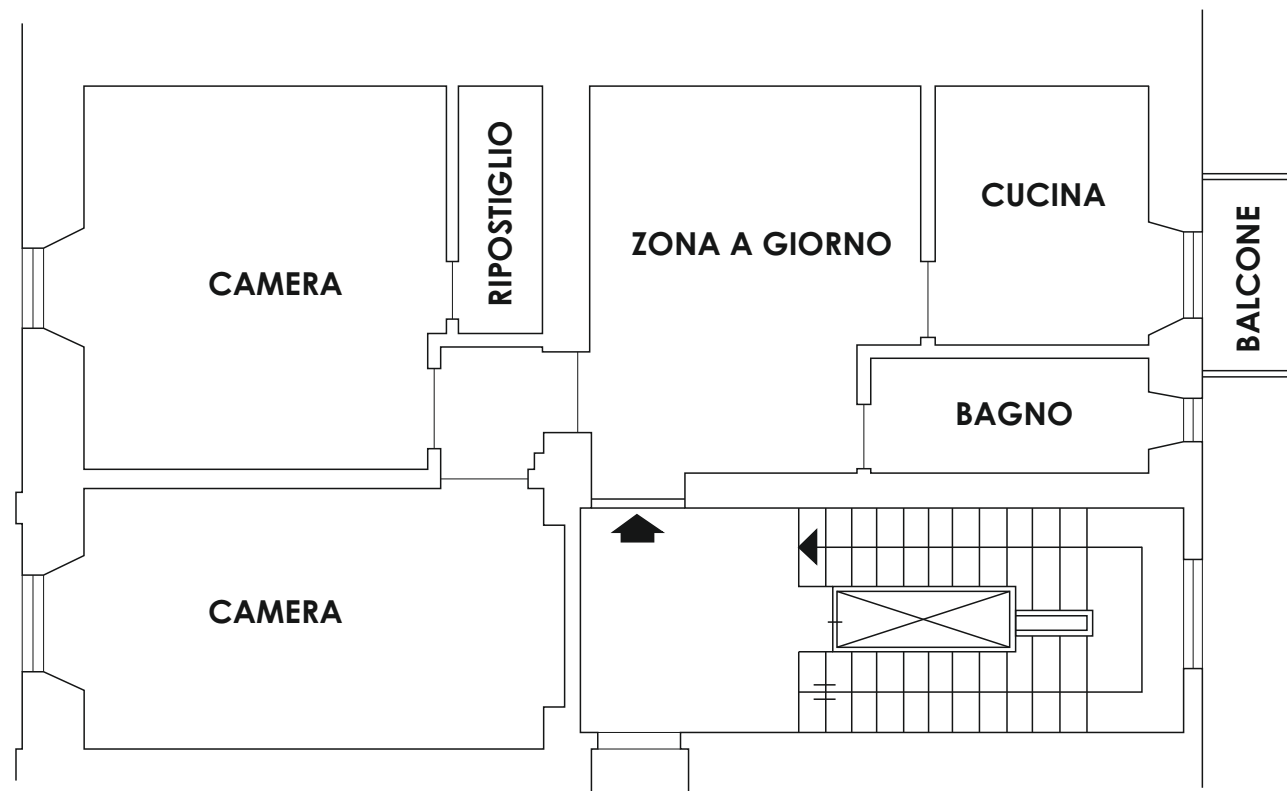 RIPOSTIGLIO
CUCINA
ZONA A GIORNO
BALCONE
CAMERA
BAGNO
CAMERA